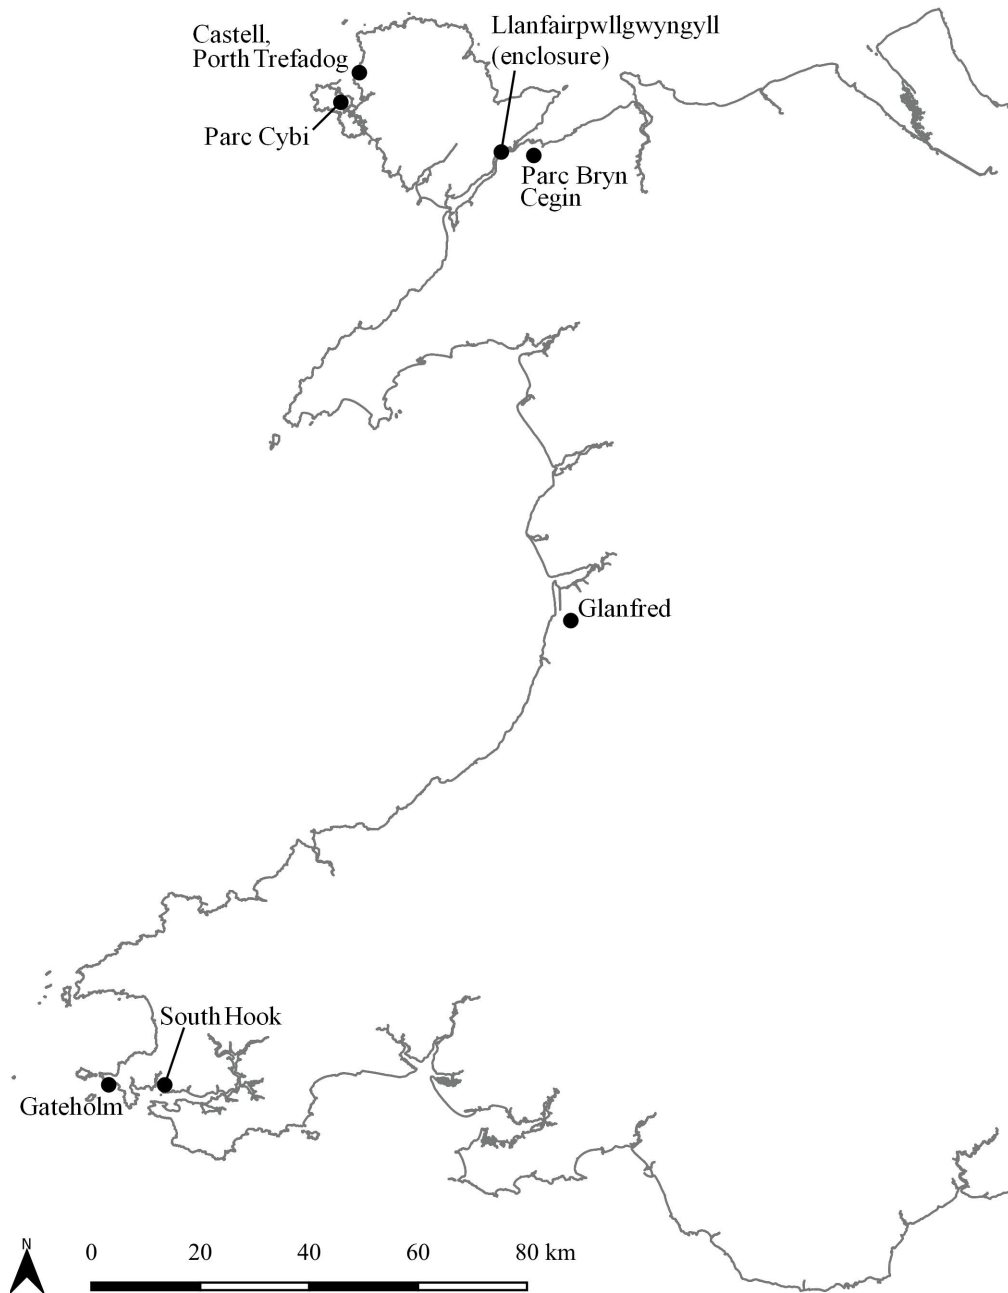 Castell,
Porth Trefadog
Llanfairpwllgwyngyll
(enclosure)
Parc Cybi
Parc Bryn
Cegin
Glanfred
South Hook
Gateholm
N
0 20 40 60 80 km